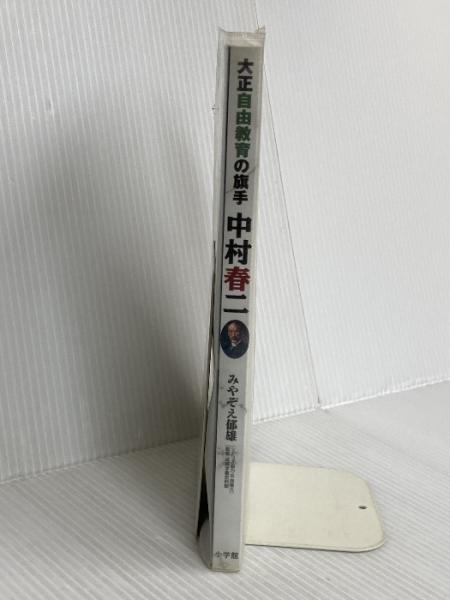 大正自由教育の旗手
中村春二
みやぞえ郁雄
小学館